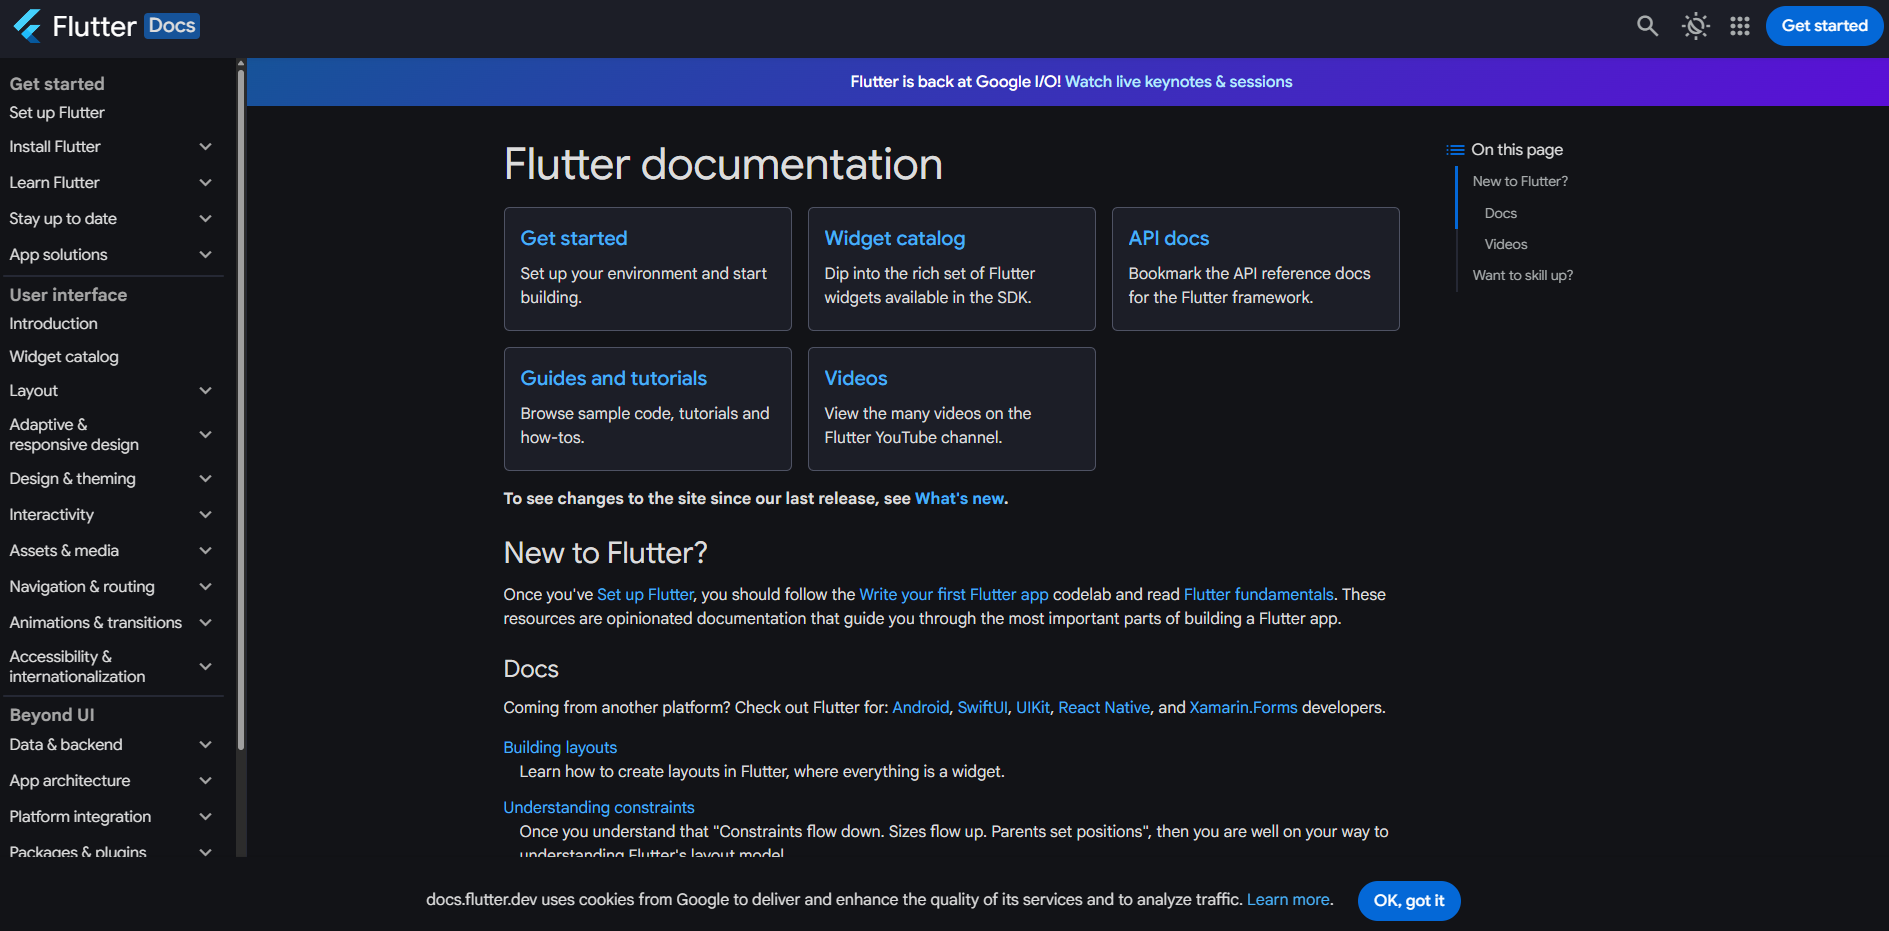 Flutter Docs
Get started
Flutter is back at Google I/O! Watch live keynotes & sessions
Get started
Set up Flutter
Install Flutter
Learn Flutter
Stay up to date
App solutions
User interface
Introduction
Widget catalog
Layout
Adaptive &
responsive design
Design & theming
Interactivity
Assets & media
Navigation & routing
Animations & transitions
Accessibility &
internationalization
Beyond UI
Data & backend
App architecture
Platform integration
Packages & plugins
Flutter documentation
Get started
Set up your environment and start
building.
Widget catalog
Dip into the rich set of Flutter
widgets available in the SDK.
API docs
Bookmark the API reference docs
for the Flutter framework.
Guides and tutorials
Browse sample code, tutorials and
how-tos.
Videos
View the many videos on the
Flutter YouTube channel.
To see changes to the site since our last release, see What's new.
New to Flutter?
Once you've Set up Flutter, you should follow the Write your first Flutter app codelab and read Flutter fundamentals. These
resources are opinionated documentation that guide you through the most important parts of building a Flutter app.
Docs
Coming from another platform? Check out Flutter for: Android, SwiftUI, UIKit, React Native, and Xamarin.Forms developers.
Building layouts
Learn how to create layouts in Flutter, where everything is a widget.
Understanding constraints
Once you understand that "Constraints flow down. Sizes flow up. Parents set positions", then you are well on your way to
understanding Flutter's layout model.
On this page
New to Flutter?
Docs
Videos
Want to skill up?
docs.flutter.dev uses cookies from Google to deliver and enhance the quality of its services and to analyze traffic. Learn more.
OK, got it